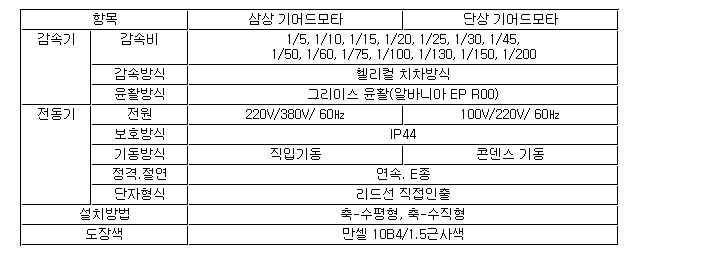 항목 삼상 기어드모타 단상 기어드모타
감속기 감속비 1/5, 1/10, 1/15, 1/20, 1/25, 1/30, 1/45,
1/50, 1/60, 1/75, 1/100, 1/130, 1/150, 1/200
감속방식 헬리컬 치차방식
윤활방식 그리이스 윤활(알바니아 EP R00)
전동기 전원 220V/380V/ 60Hz 100V/220V/ 60Hz
보호방식 IP44
기동방식 직입기동 콘덴스 기동
정격.절연 연속. E종
단자형식 리드선 직접인출
설치방법 축-수평형, 축-수직형
도장색 만셀 10B4/1.5근사색